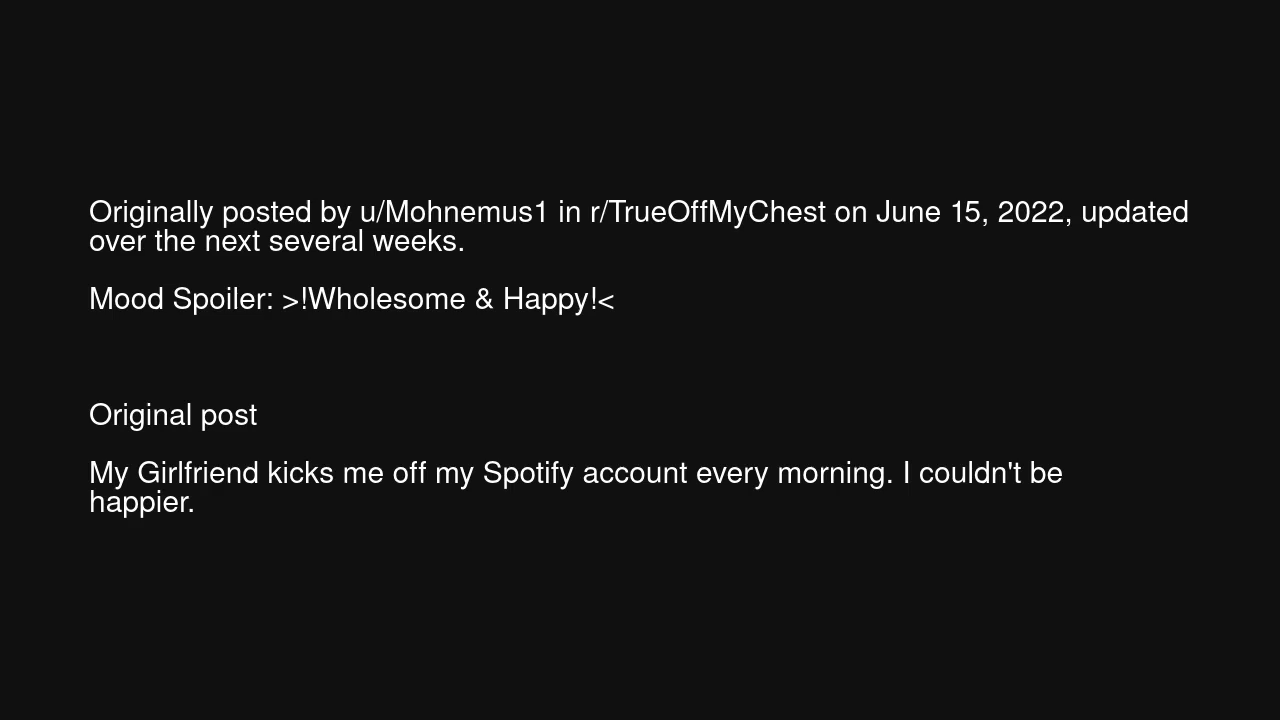 Originally posted by u/Mohnemus1 in r/TrueOffMyChest on June 15, 2022, updated
over the next several weeks.
Mood Spoiler: >!Wholesome & Happy!<
Original post
My Girlfriend kicks me off my Spotify account every morning. I couldn't be
happier.